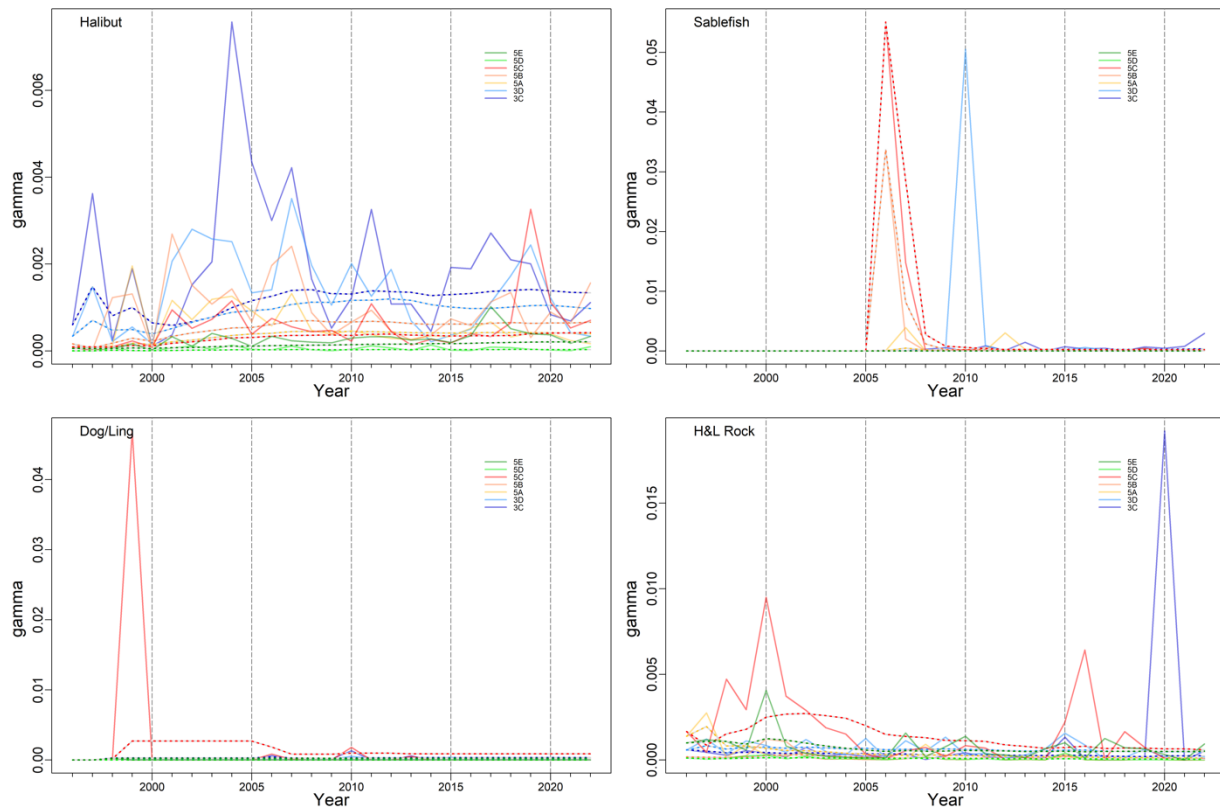 Halibut
5E
5D
5C
5B
5A
3D
3C
gamma
0.006
0.004
0.002
0.000
2000
2005
2010
2015
2020
Year
Sablefish
5E
5D
5C
5B
5A
3D
3C
gamma
0.05
0.04
0.03
0.02
0.01
0.00
2000
2005
2010
2015
2020
Year
Dog/Ling
5E
5D
5C
5B
5A
3D
3C
gamma
0.04
0.03
0.02
0.01
0.00
2000
2005
2010
2015
2020
Year
H&L Rock
5E
5D
5C
5B
5A
3D
3C
gamma
0.015
0.010
0.005
0.000
2000
2005
2010
2015
2020
Year